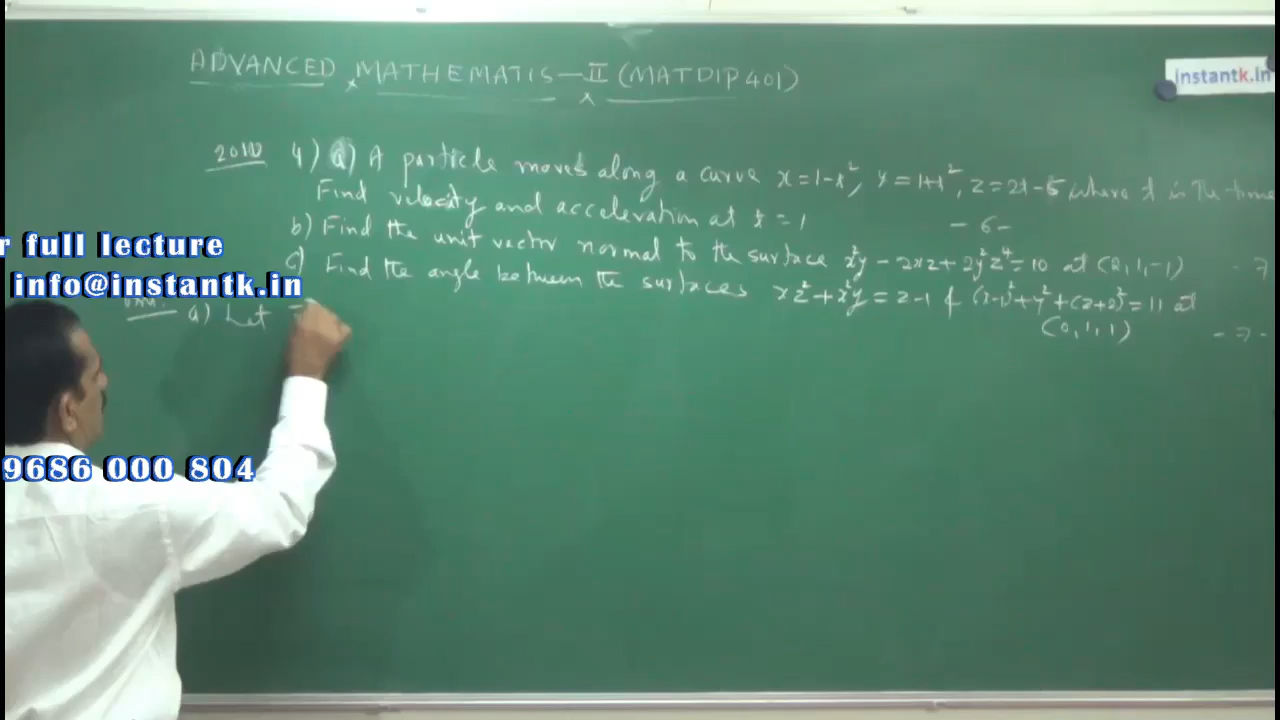 ADVANCED MATHEMATIS - II (MATDIP401)
instantk.in
4) a) A particle moves along a curve x = 1-t², y = 1+t², z = 2t-5 where t is the time
Find velocity and acceleration at t = 1 - 6 -
b) Find the unit vector normal to the surface x²y - 2xz + 2y²z⁴ = 10 at (2, 1, -1) - 7
c) Find the angle between the surfaces xz² + x²y = z-1 & (x-1)² + y² + (z+2)² = 11 at
(0, 1, 1) - 7 -
a) Let
r full lecture
info@instantk.in
9686 000 804